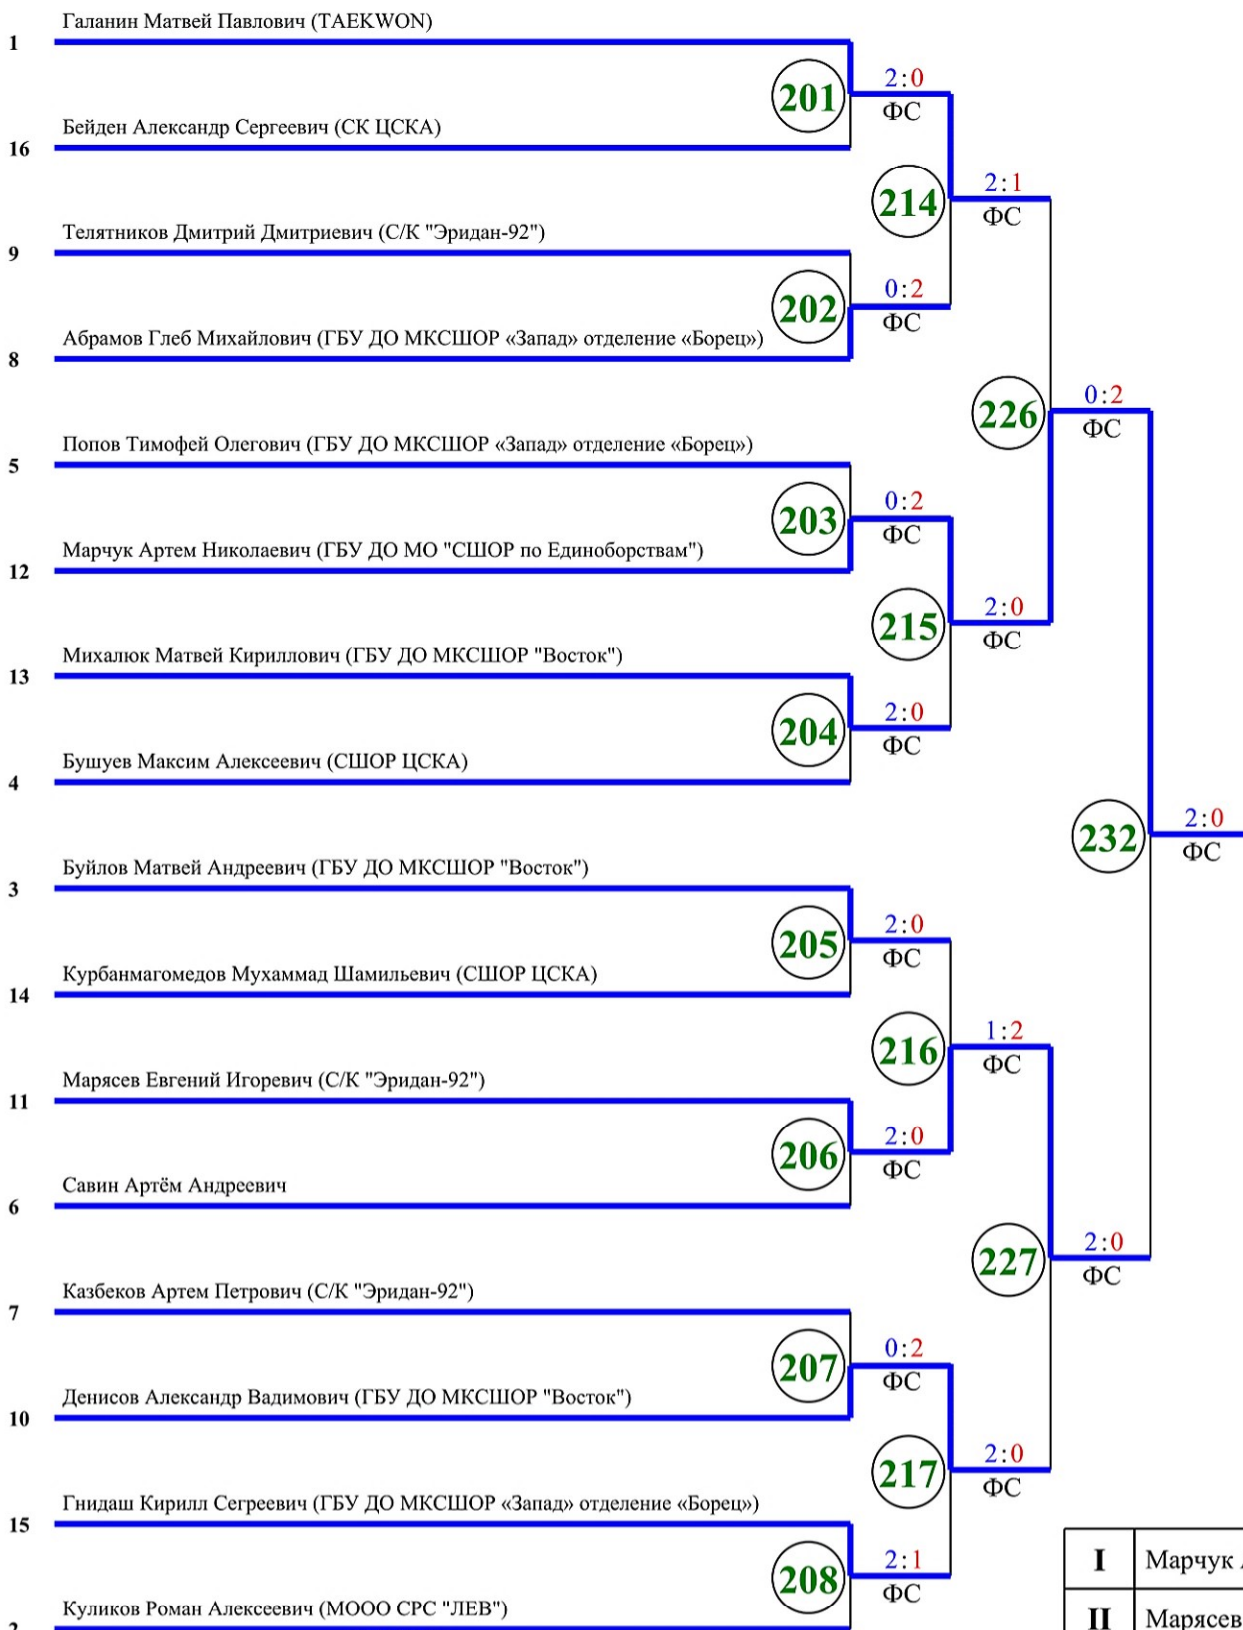 Галанин Матвей Павлович (TAEKWON)
1
201
2:0
ФС
Бейден Александр Сергеевич (СК ЦСКА)
16
214
2:1
ФС
Телятников Дмитрий Дмитриевич (С/К "Эридан-92")
9
202
0:2
ФС
Абрамов Глеб Михайлович (ГБУ ДО МКСШОР «Запад» отделение «Борец»)
8
226
0:2
ФС
Попов Тимофей Олегович (ГБУ ДО МКСШОР «Запад» отделение «Борец»)
5
203
0:2
ФС
Марчук Артем Николаевич (ГБУ ДО МО "СШОР по Единоборствам")
12
215
2:0
ФС
Михалюк Матвей Кириллович (ГБУ ДО МКСШОР "Восток")
13
204
2:0
ФС
Бушуев Максим Алексеевич (СШОР ЦСКА)
4
232
2:0
ФС
Буйлов Матвей Андреевич (ГБУ ДО МКСШОР "Восток")
3
205
2:0
ФС
Курбанмагомедов Мухаммад Шамильевич (СШОР ЦСКА)
14
216
1:2
ФС
Марясев Евгений Игоревич (С/К "Эридан-92")
11
206
2:0
ФС
Савин Артём Андреевич
6
227
2:0
ФС
Казбеков Артем Петрович (С/К "Эридан-92")
7
207
0:2
ФС
Денисов Александр Вадимович (ГБУ ДО МКСШОР "Восток")
10
217
2:0
ФС
Гнидаш Кирилл Сегреевич (ГБУ ДО МКСШОР «Запад» отделение «Борец»)
15
208
2:1
ФС
Куликов Роман Алексеевич (МООО СРС "ЛЕВ")
2
I Марчук
II Марясев